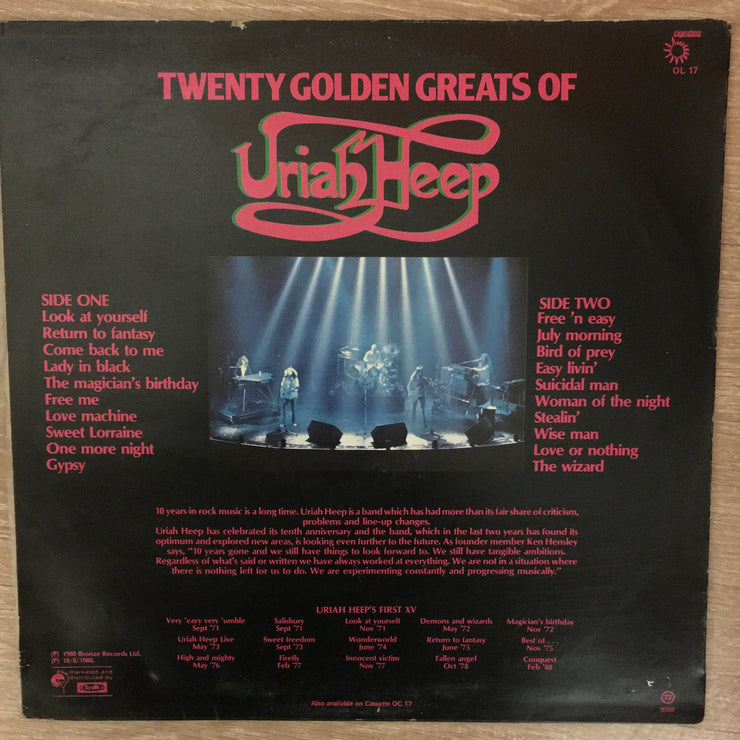 OL 17
TWENTY GOLDEN GREATS OF
Uriah Heep
SIDE ONE
Look at yourself
Return to fantasy
Come back to me
Lady in black
The magician's birthday
Free me
Love machine
Sweet Lorraine
One more night
Gypsy
SIDE TWO
Free 'n easy
July morning
Bird of prey
Easy livin'
Suicidal man
Woman of the night
Stealin'
Wise man
Love or nothing
The wizard
10 years in rock music is a long time. Uriah Heep is a band which has had more than its fair share of criticism,
problems and line-up changes.
Uriah Heep has celebrated its tenth anniversary and the band, which in the last two years has found its
optimum and explored new areas, is looking even further to the future. As founder member Ken Hensley
says, "10 years gone and we still have things to look forward to. We still have tangible ambitions.
Regardless of what's said or written we have always worked at everything. We are not in a situation where
there is nothing left for us to do. We are experimenting constantly and progressing musically."
URIAH HEEP'S FIRST XV
Very 'eavy very 'umble Salisbury Look at yourself Demons and wizards Magician's birthday
Sept '71 Sept '71 Nov '71 May '72 Nov '72
Uriah Heep Live Sweet freedom Wonderworld Return to fantasy Best of . . .
May '73 Sept '73 June '74 June '75 Nov '75
High and mighty Firefly Innocent victim Fallen angel Conquest
May '76 Feb '77 Nov '77 Oct '78 Feb '80
(P) 1980 Bronze Records Ltd.
(P) 18/8/1980.
marketed and
distributed by
Gallo
Also available on Cassette OC 17